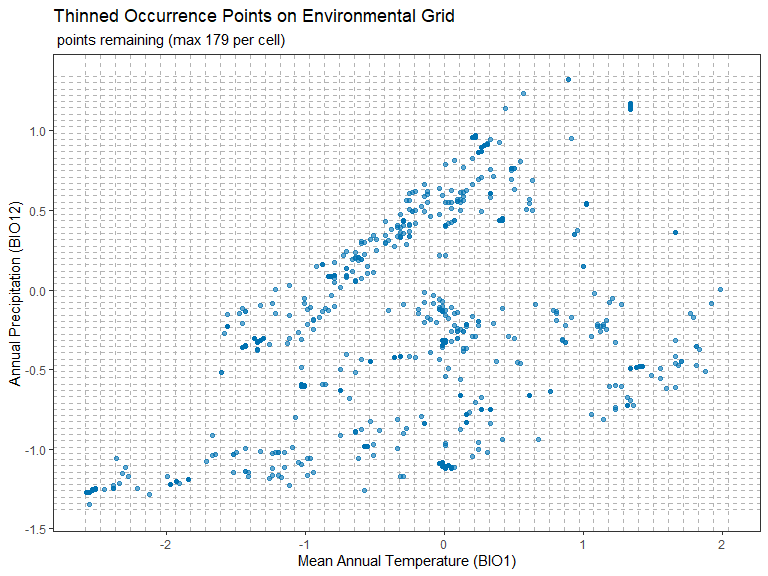 Thinned Occurrence Points on Environmental Grid
points remaining (max 179 per cell)
Annual Precipitation (BIO12)
1.0
0.5
0.0
-0.5
-1.0
-1.5
-2 -1 0 1 2
Mean Annual Temperature (BIO1)